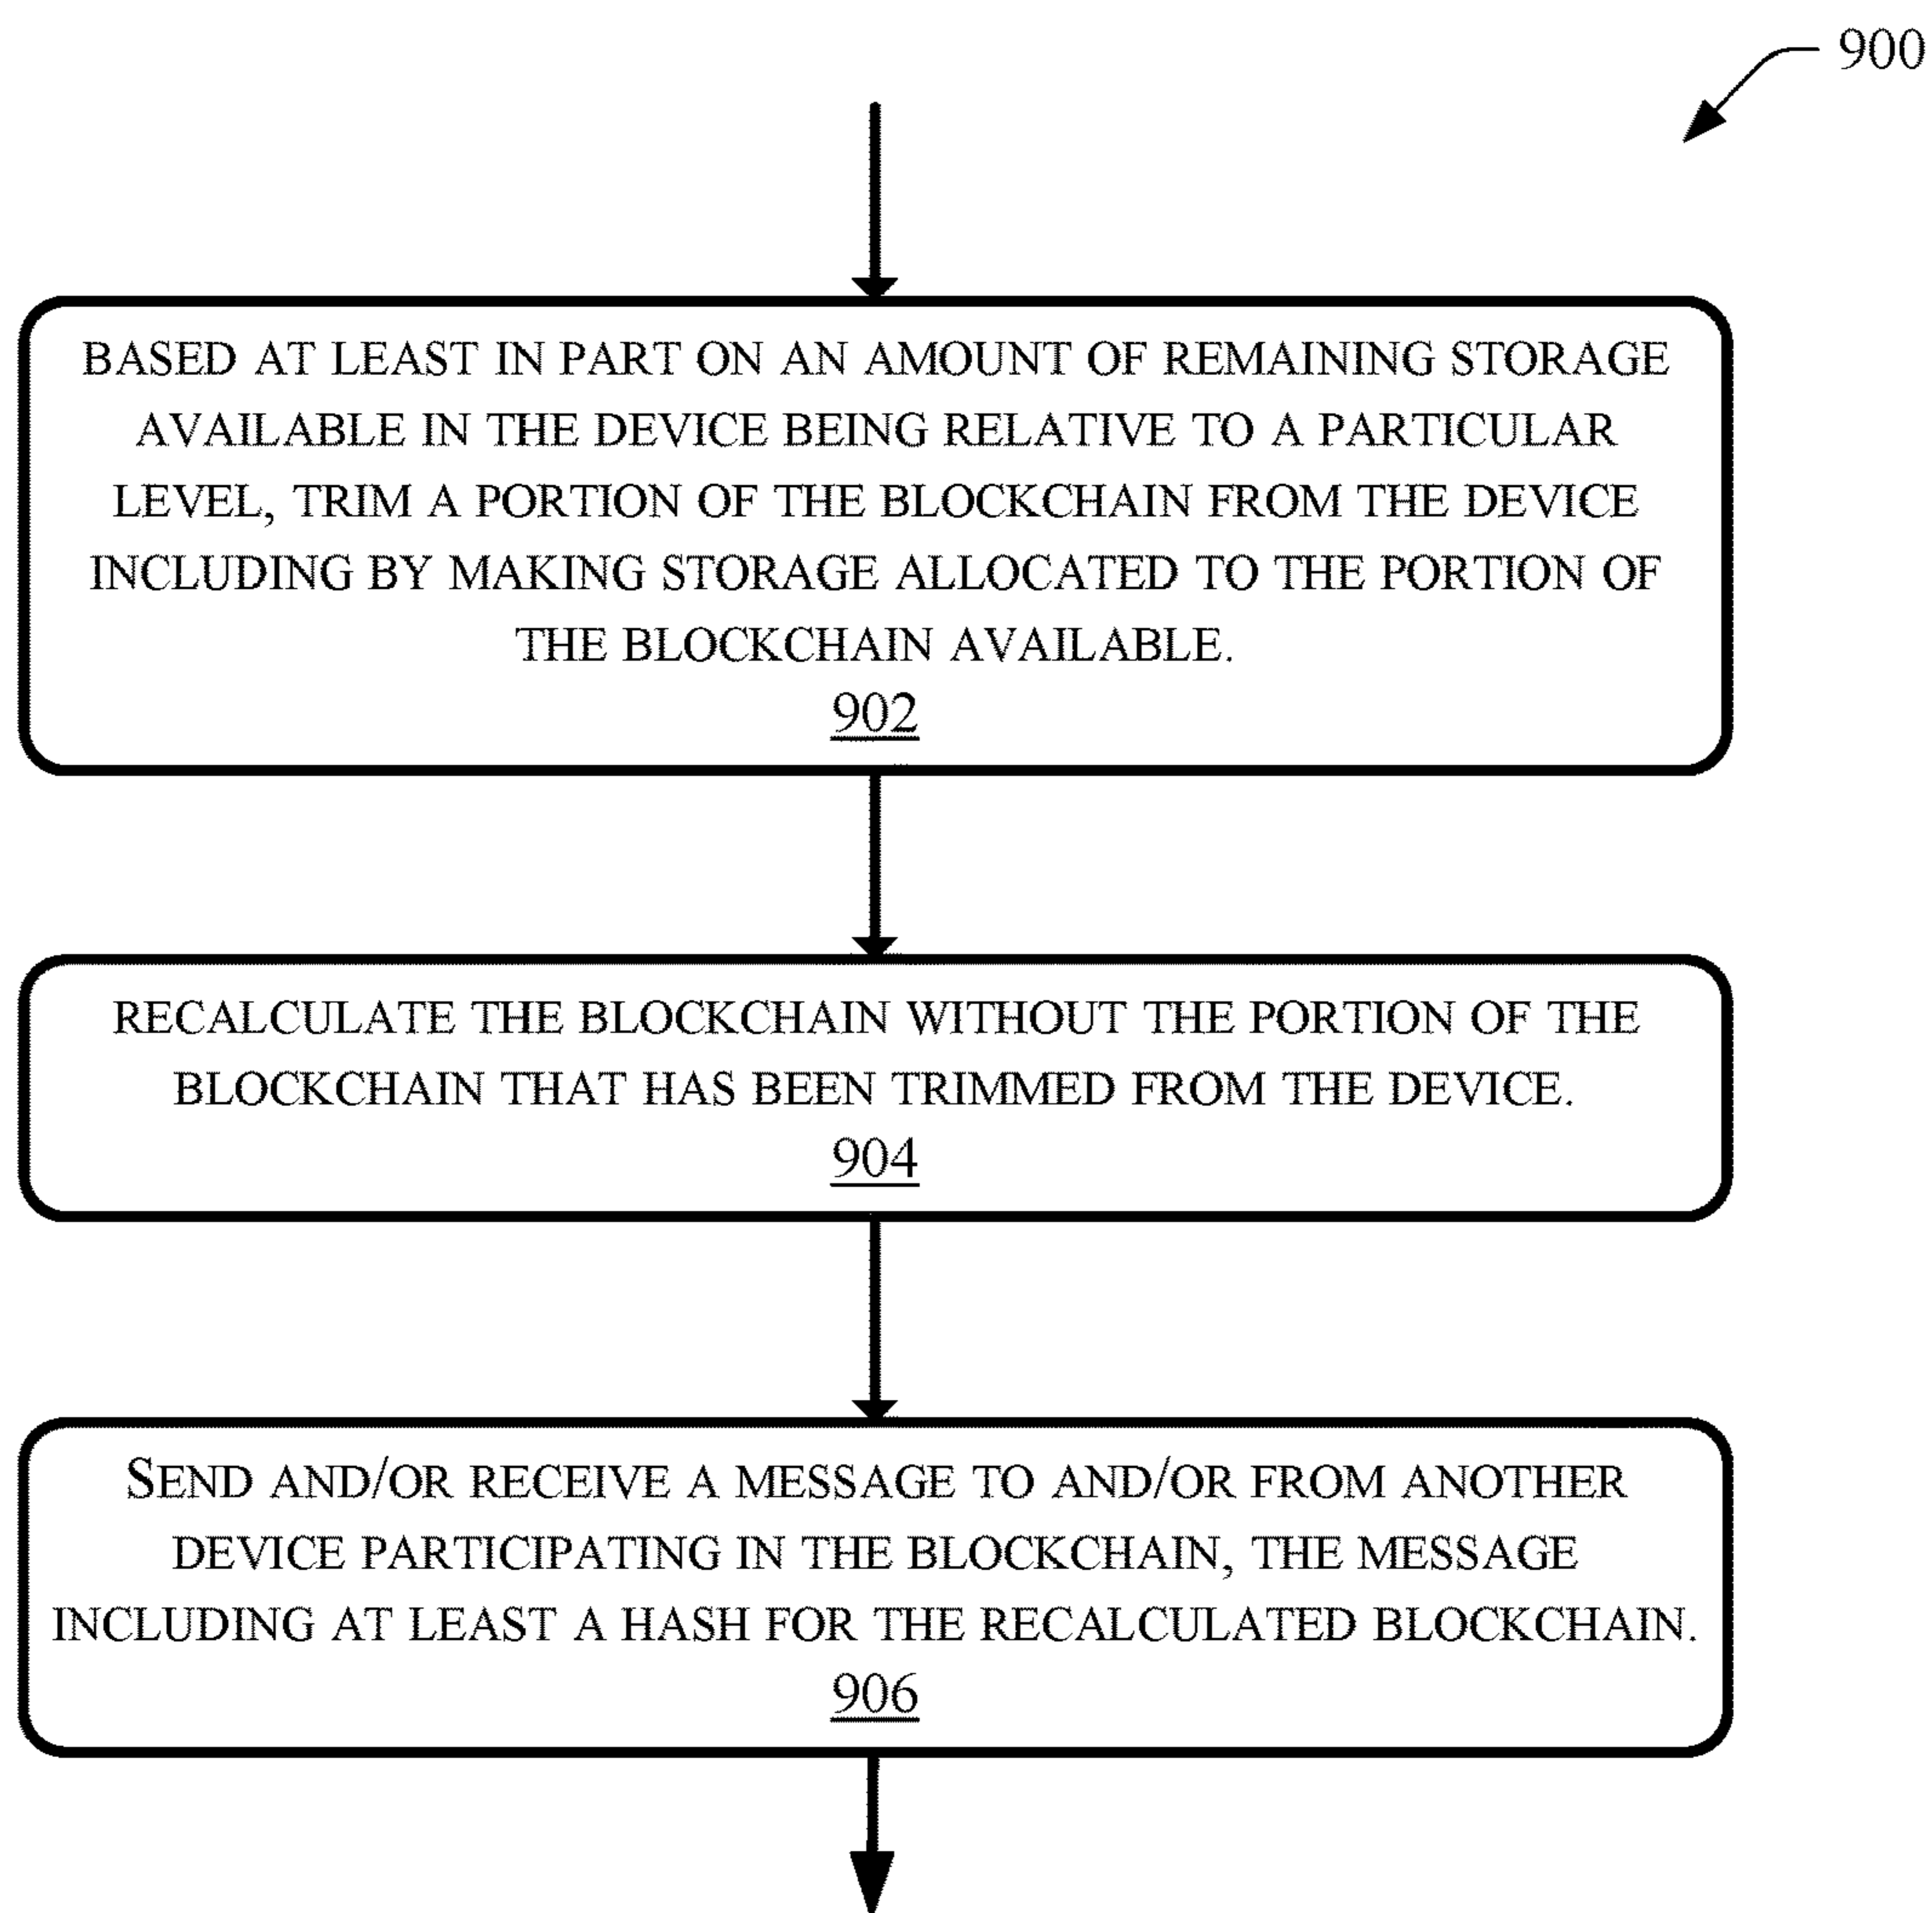 900
BASED AT LEAST IN PART ON AN AMOUNT OF REMAINING STORAGE
AVAILABLE IN THE DEVICE BEING RELATIVE TO A PARTICULAR
LEVEL, TRIM A PORTION OF THE BLOCKCHAIN FROM THE DEVICE
INCLUDING BY MAKING STORAGE ALLOCATED TO THE PORTION OF
THE BLOCKCHAIN AVAILABLE.
902
RECALCULATE THE BLOCKCHAIN WITHOUT THE PORTION OF THE
BLOCKCHAIN THAT HAS BEEN TRIMMED FROM THE DEVICE.
904
SEND AND/OR RECEIVE A MESSAGE TO AND/OR FROM ANOTHER
DEVICE PARTICIPATING IN THE BLOCKCHAIN, THE MESSAGE
INCLUDING AT LEAST A HASH FOR THE RECALCULATED BLOCKCHAIN.
906